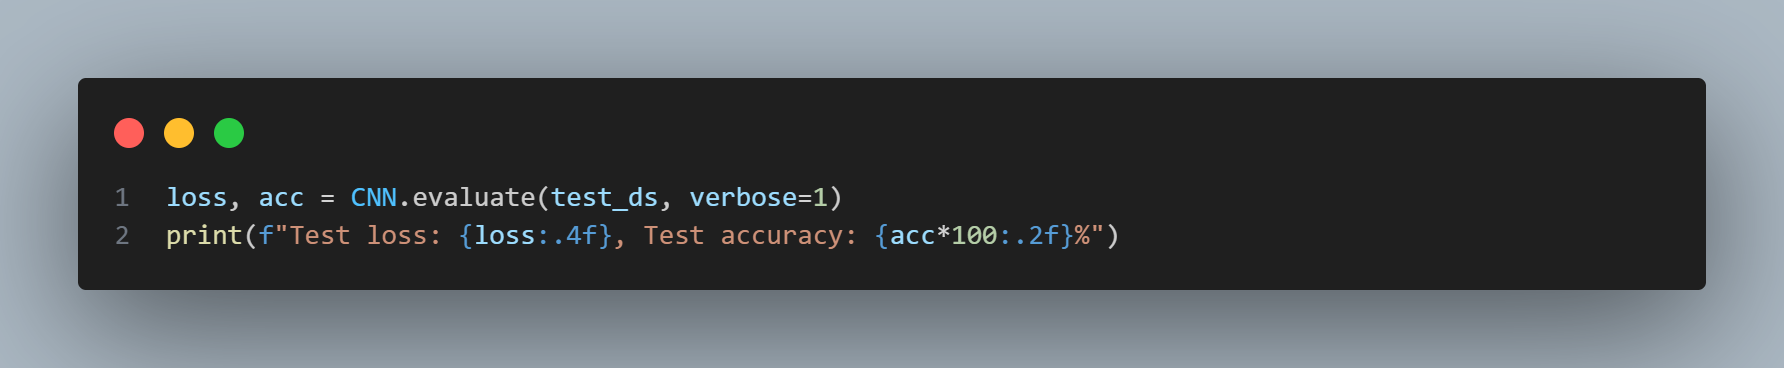 1 loss, acc = CNN.evaluate(test_ds, verbose=1)
2 print(f"Test loss: {loss:.4f}, Test accuracy: {acc*100:.2f}%")